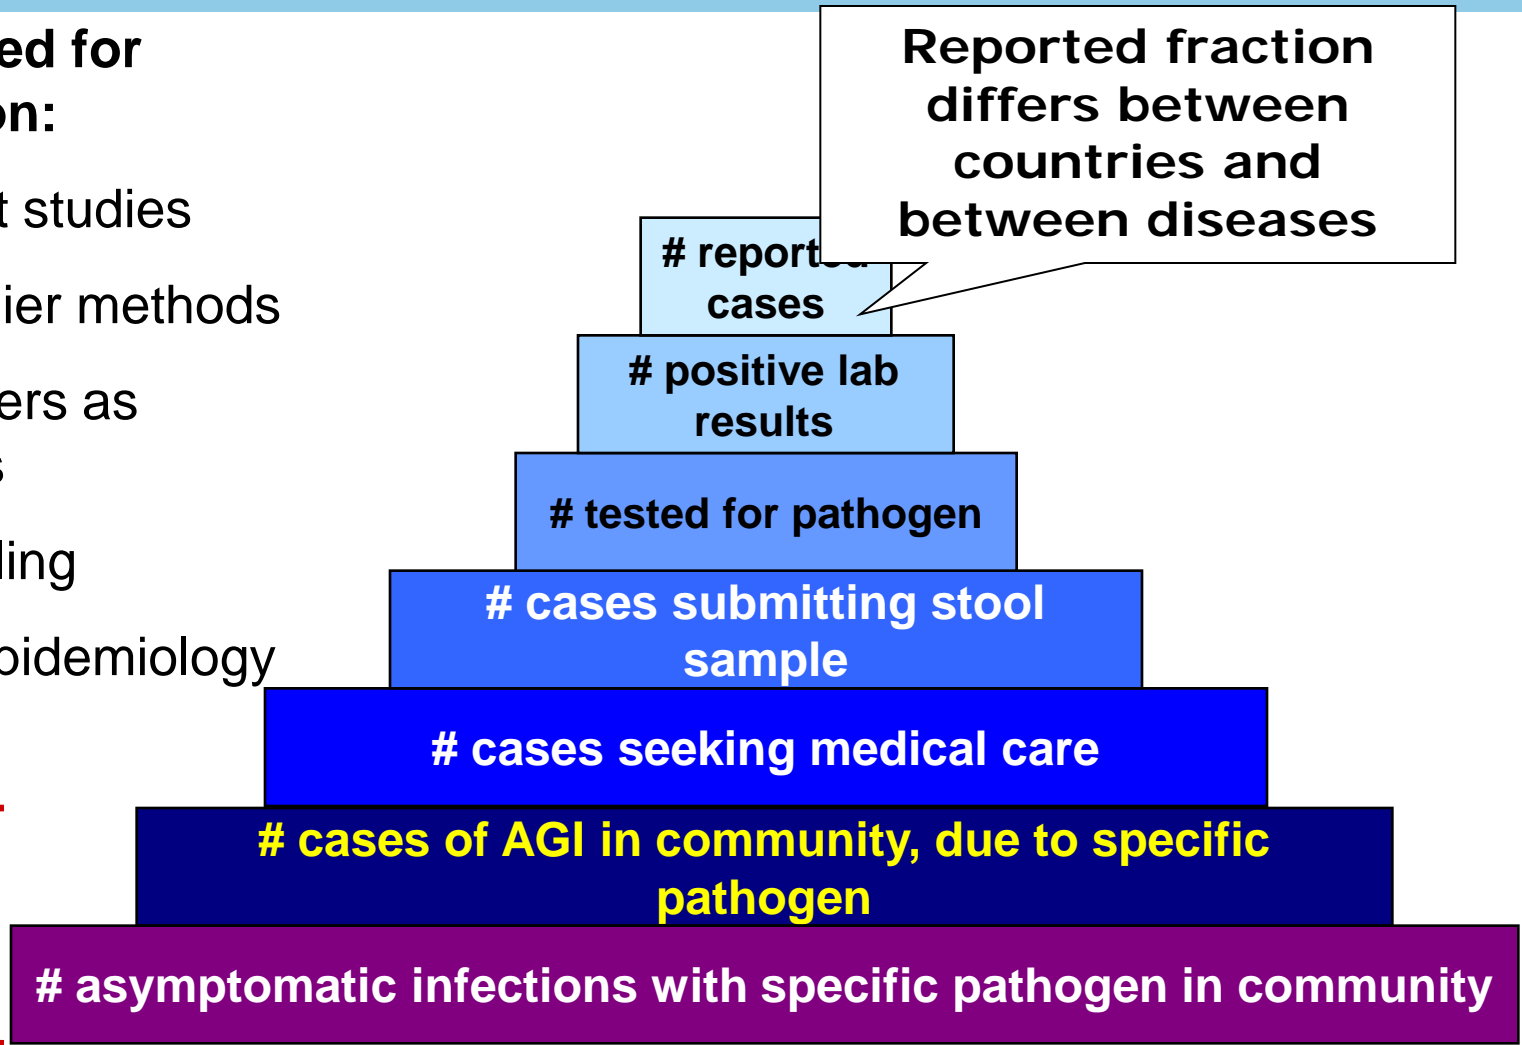 ed for
on:
t studies
ier methods
ers as
s
ling
pidemiology
Reported fraction
differs between
countries and
between diseases
# reported
cases
# positive lab
results
# tested for pathogen
# cases submitting stool
sample
# cases seeking medical care
# cases of AGI in community, due to specific
pathogen
# asymptomatic infections with specific pathogen in community